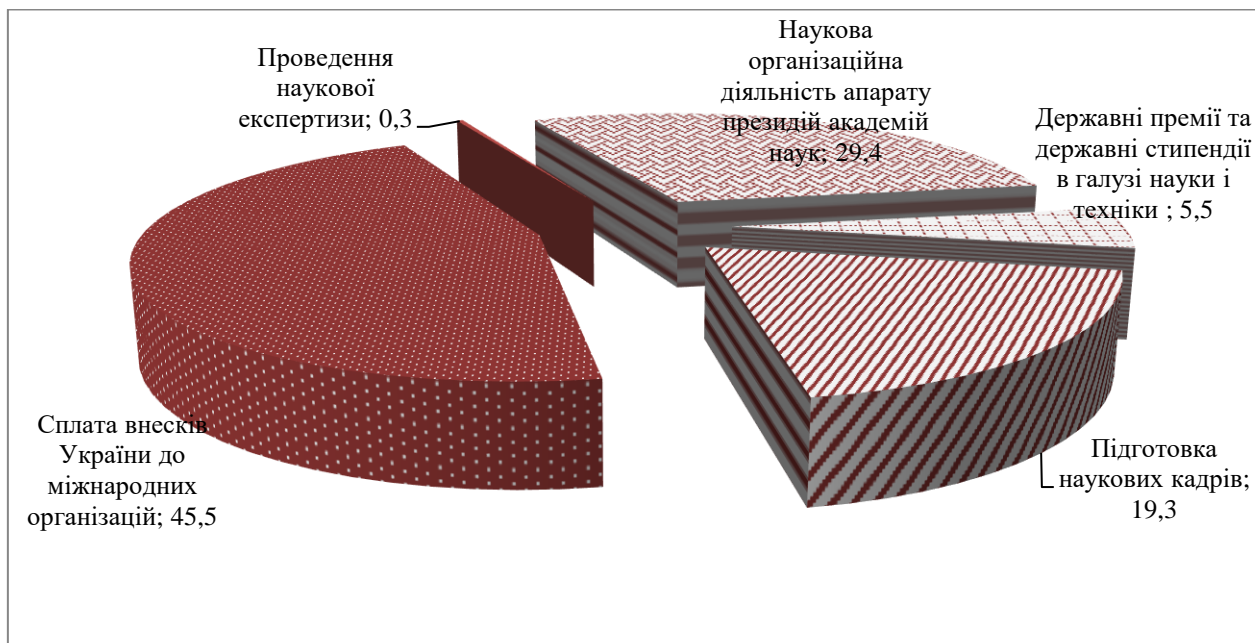 Проведення
наукової
експертизи; 0,3
Наукова
організаційна
діяльність апарату
президій академій
наук; 29,4
Державні премії та
державні стипендії
в галузі науки і
техніки ; 5,5
Сплата внесків
України до
міжнародних
організацій; 45,5
Підготовка
наукових кадрів;
19,3